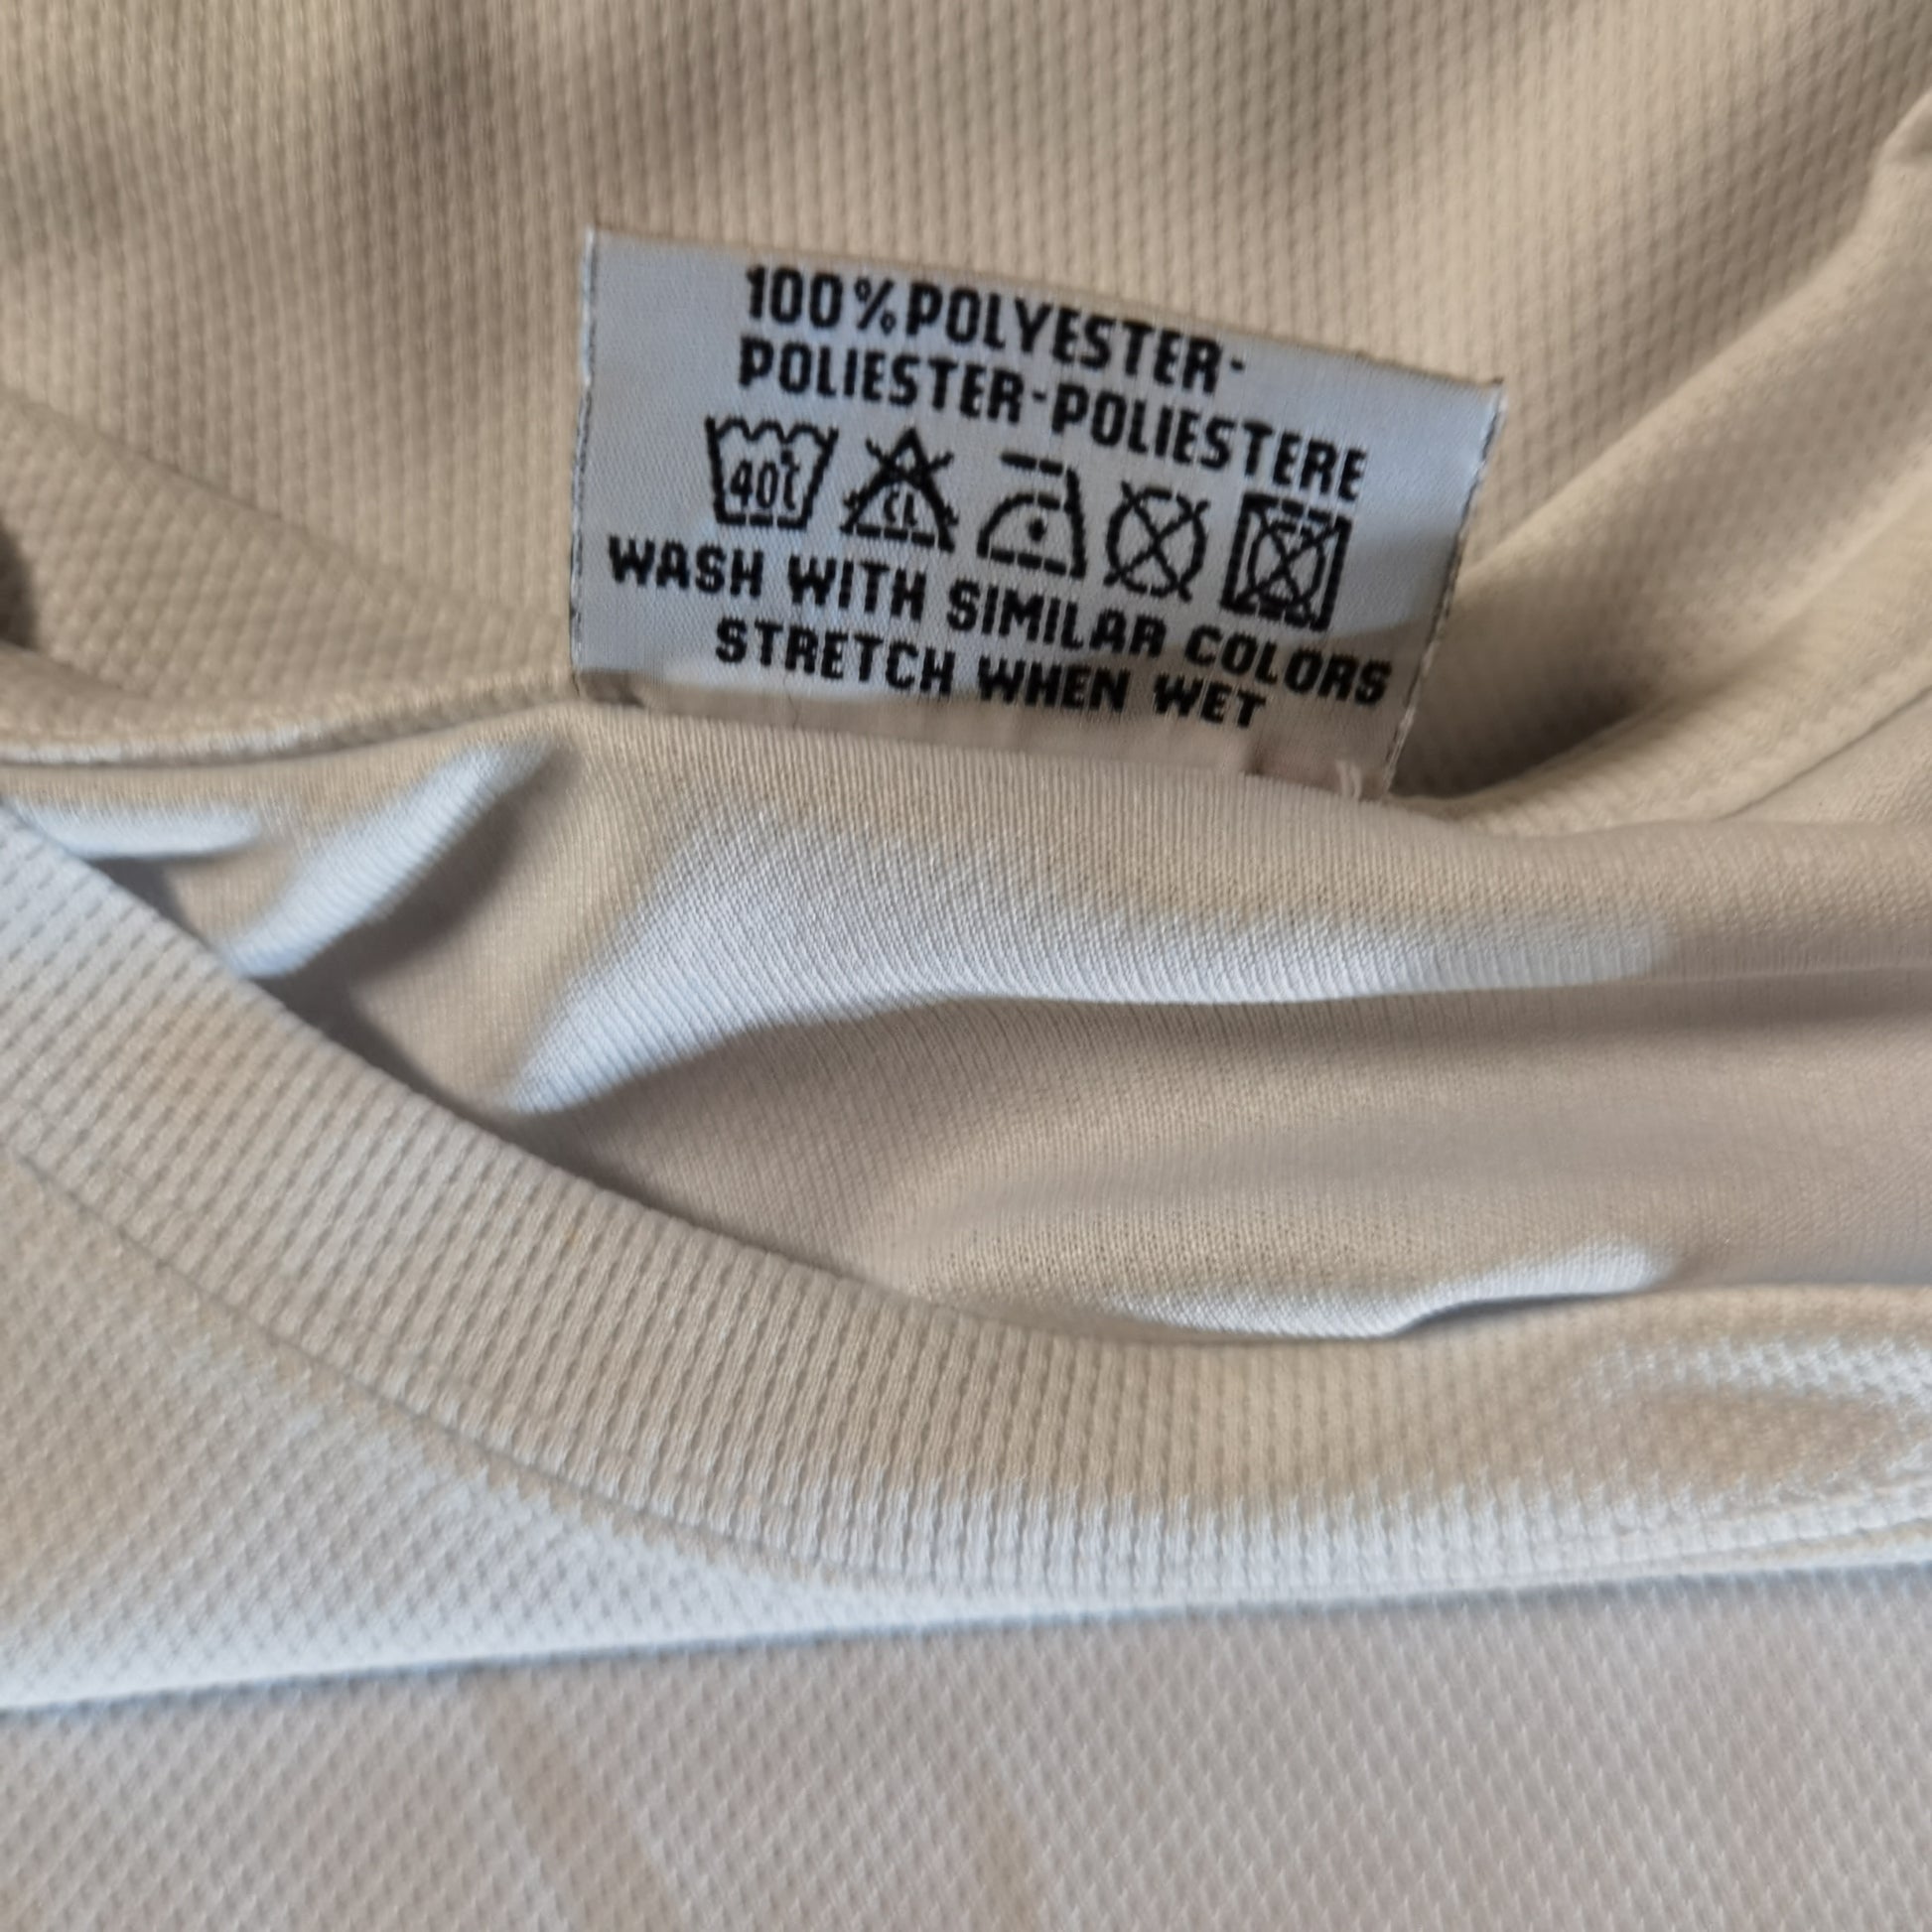 100% POLYESTER-
POLIESTER-POLIESTERE
40℃ CL
WASH WITH SIMILAR COLORS
STRETCH WHEN WET